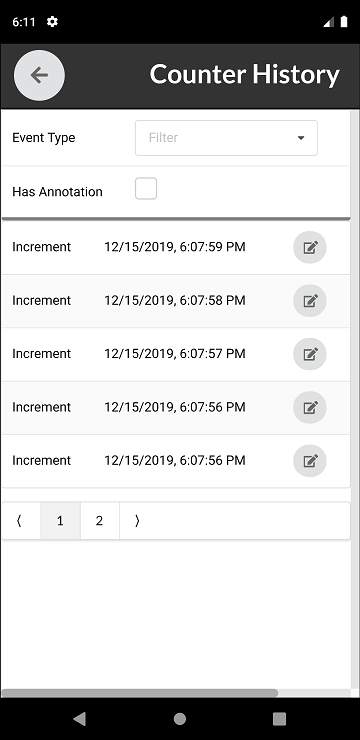 6:11
Counter History
Event Type Filter
Has Annotation
Increment 12/15/2019, 6:07:59 PM
Increment 12/15/2019, 6:07:58 PM
Increment 12/15/2019, 6:07:57 PM
Increment 12/15/2019, 6:07:56 PM
Increment 12/15/2019, 6:07:56 PM
⟨ 1 2 ⟩